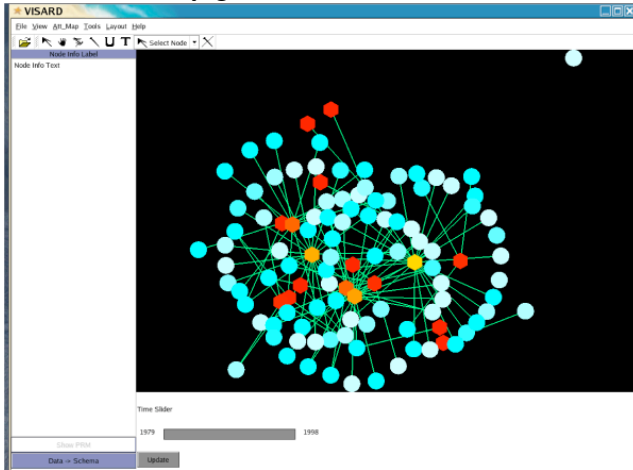 VISARD
File View Att_Map Tools Layout Help
U T Select Node
Node Info Label
Node Info Text
Time Slider
1979 1998
Show PRM
Data -> Schema Update